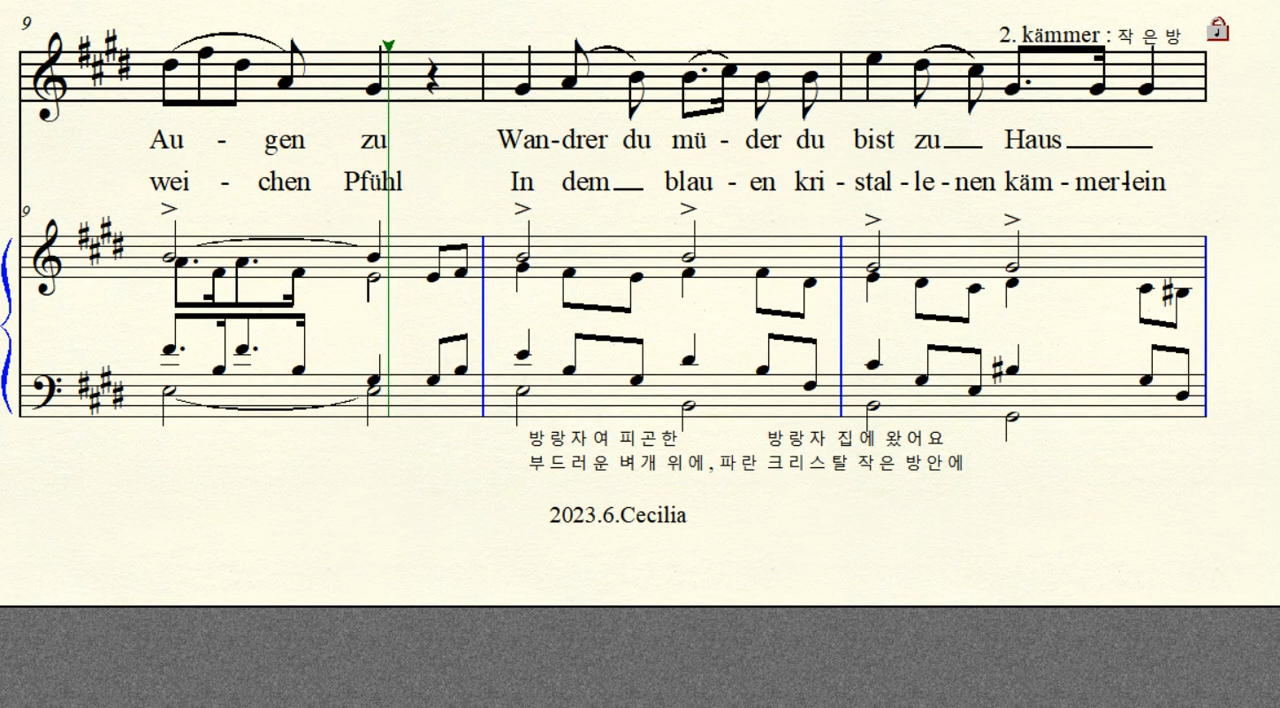 9
2. kämmer : 작은방
Au - gen zu Wan-drer du mü - der du bist zu Haus
wei - chen Pfühl In dem blau - en kri - stal - le - nen käm - mer-lein
9
방랑자여 피곤한 방랑자 집에 왔어요
부드러운 벼개 위에, 파란 크리스탈 작은 방안에
2023.6.Cecilia